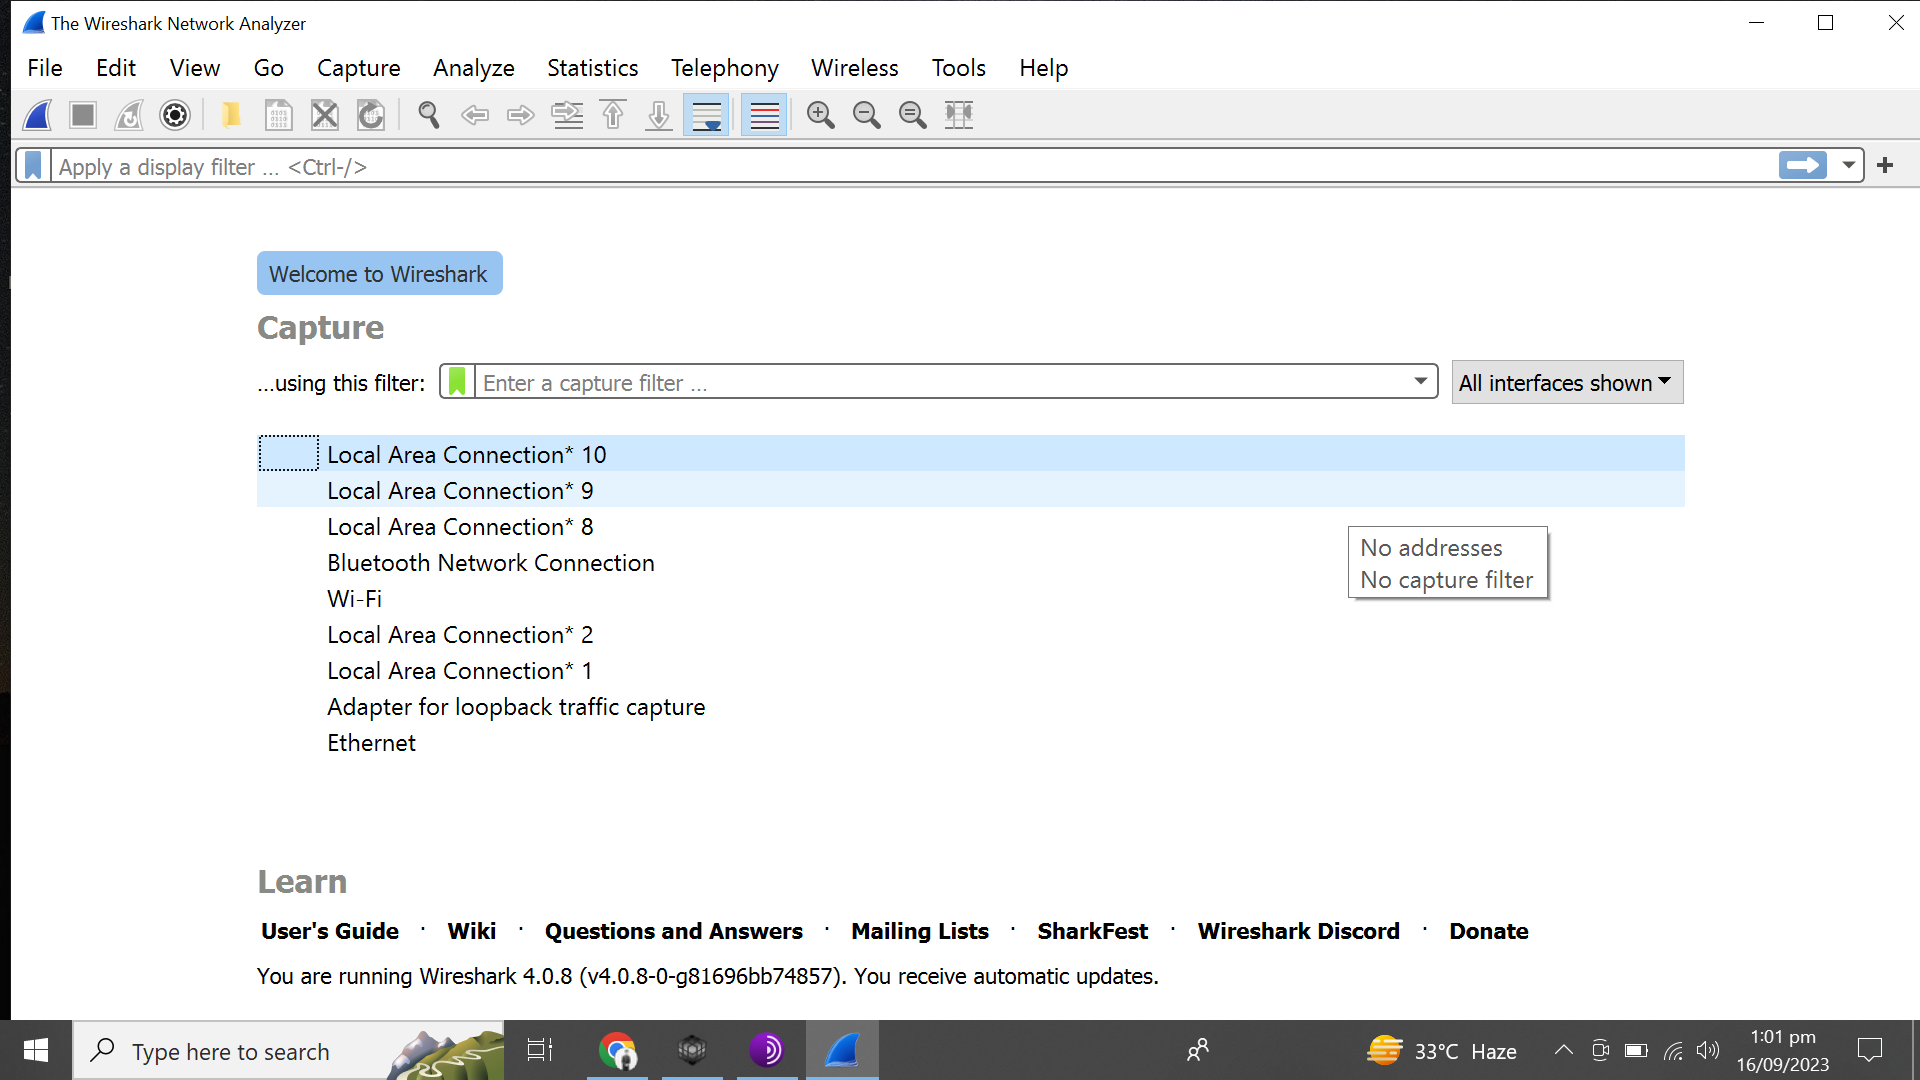 The Wireshark Network Analyzer
File Edit View Go Capture Analyze Statistics Telephony Wireless Tools Help
Apply a display filter ... <Ctrl-/>
Welcome to Wireshark
Capture
...using this filter: Enter a capture filter ... All interfaces shown
Local Area Connection* 10
Local Area Connection* 9
Local Area Connection* 8
Bluetooth Network Connection
Wi-Fi
Local Area Connection* 2
Local Area Connection* 1
Adapter for loopback traffic capture
Ethernet
No addresses
No capture filter
Learn
User's Guide · Wiki · Questions and Answers · Mailing Lists · SharkFest · Wireshark Discord · Donate
You are running Wireshark 4.0.8 (v4.0.8-0-g81696bb74857). You receive automatic updates.
Type here to search
33°C Haze
1:01 pm
16/09/2023